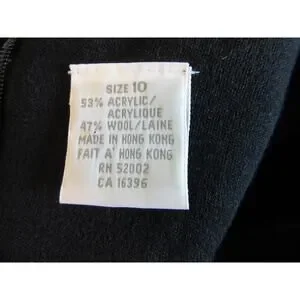 SIZE 10
53% ACRYLIC/
ACRYLIQUE
47% WOOL/LAINE
MADE IN HONG KONG
FAIT A' HONG KONG
RN 52002
CA 16396